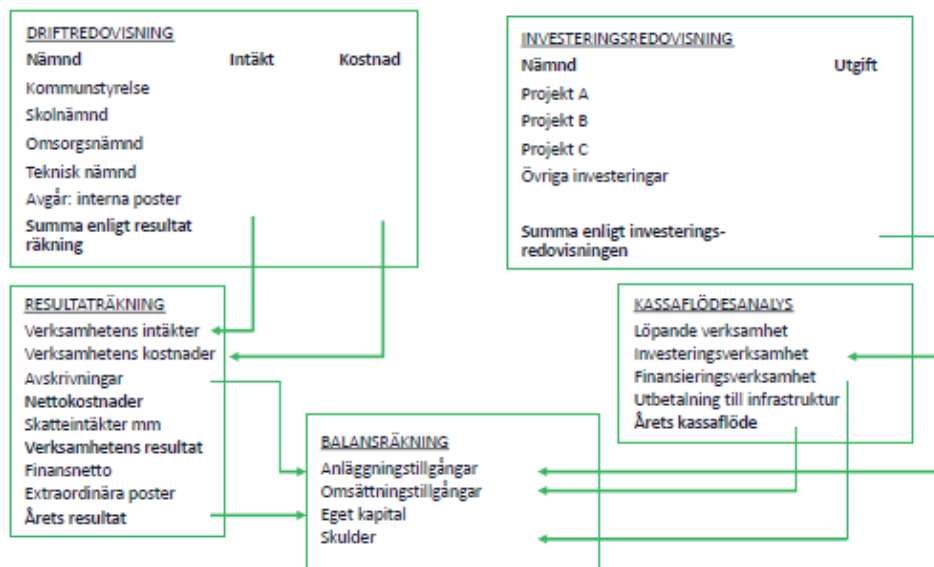 DRIFTREDOVISNING
Nämnd Intäkt Kostnad
Kommunstyrelse
Skolnämnd
Omsorgsnämnd
Teknisk nämnd
Avgår: interna poster
Summa enligt resultat
räkning
INVESTERINGSREDOVISNING
Nämnd Utgift
Projekt A
Projekt B
Projekt C
Övriga investeringar
Summa enligt investerings-
redovisningen
RESULTATRÄKNING
Verksamhetens intäkter
Verksamhetens kostnader
Avskrivningar
Nettokostnader
Skatteintäkter mm
Verksamhetens resultat
Finansnetto
Extraordinära poster
Årets resultat
BALANSRÄKNING
Anläggningstillgångar
Omsättningstillgångar
Eget kapital
Skulder
KASSAFLÖDESANALYS
Löpande verksamhet
Investeringsverksamhet
Finansieringsverksamhet
Utbetalning till infrastruktur
Årets kassaflöde